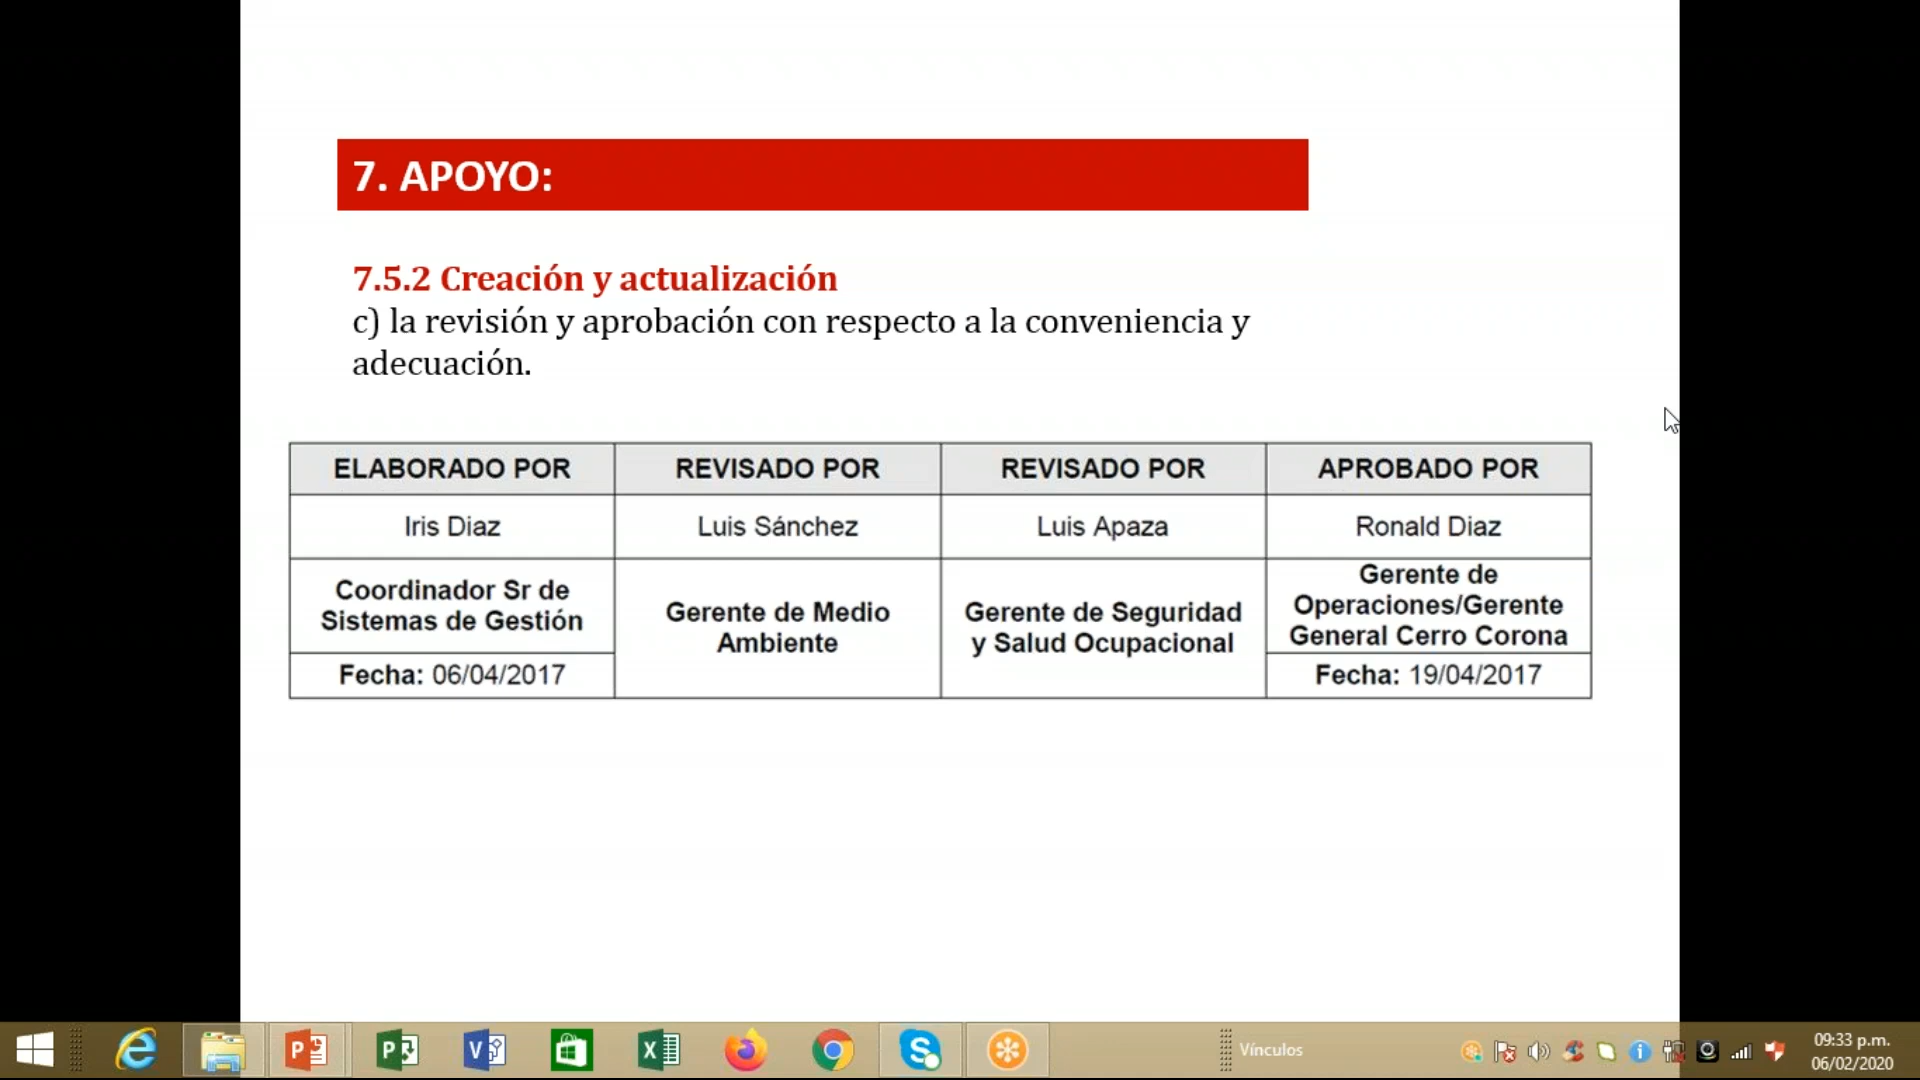 7. APOYO:
7.5.2 Creación y actualización
c) la revisión y aprobación con respecto a la conveniencia y
adecuación.
ELABORADO POR
REVISADO POR
REVISADO POR
APROBADO POR
Iris Diaz
Luis Sánchez
Luis Apaza
Ronald Diaz
Coordinador Sr de
Sistemas de Gestión
Gerente de Medio
Ambiente
Gerente de Seguridad
y Salud Ocupacional
Gerente de
Operaciones/Gerente
General Cerro Corona
Fecha: 06/04/2017
Fecha: 19/04/2017
Vínculos
09:33 p.m.
06/02/2020